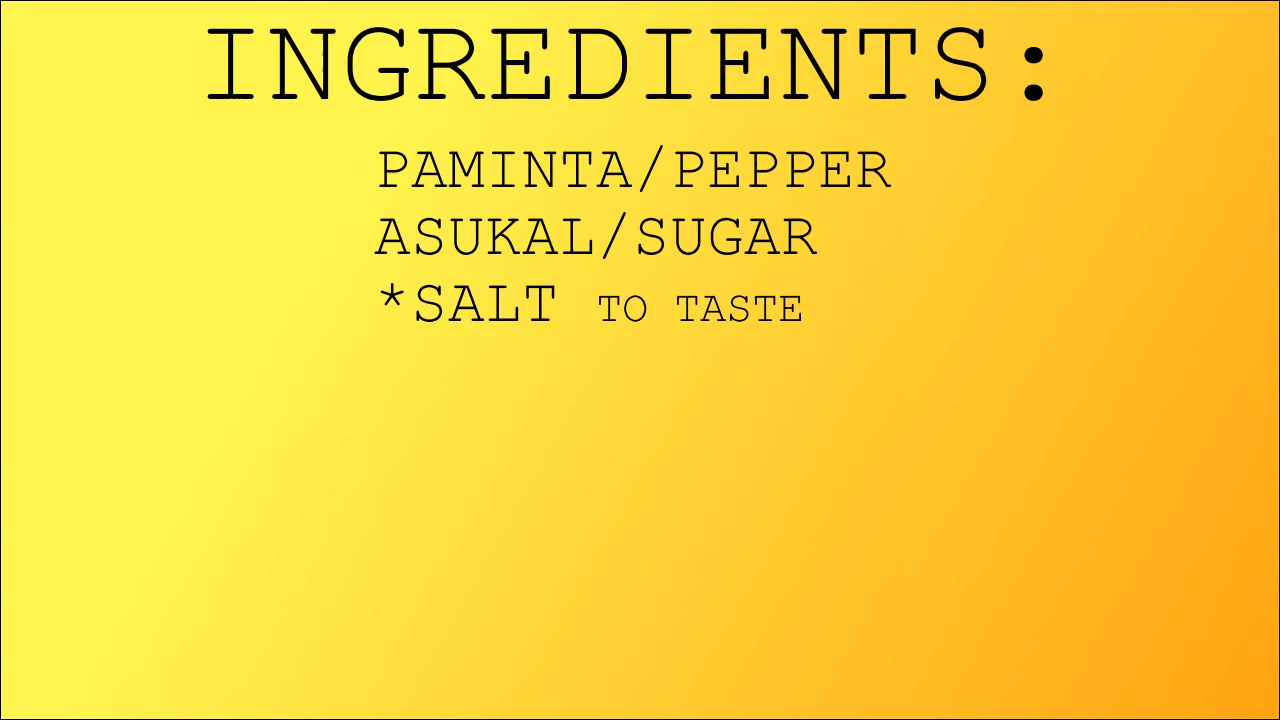 INGREDIENTS:
PAMINTA/PEPPER
ASUKAL/SUGAR
*SALT TO TASTE